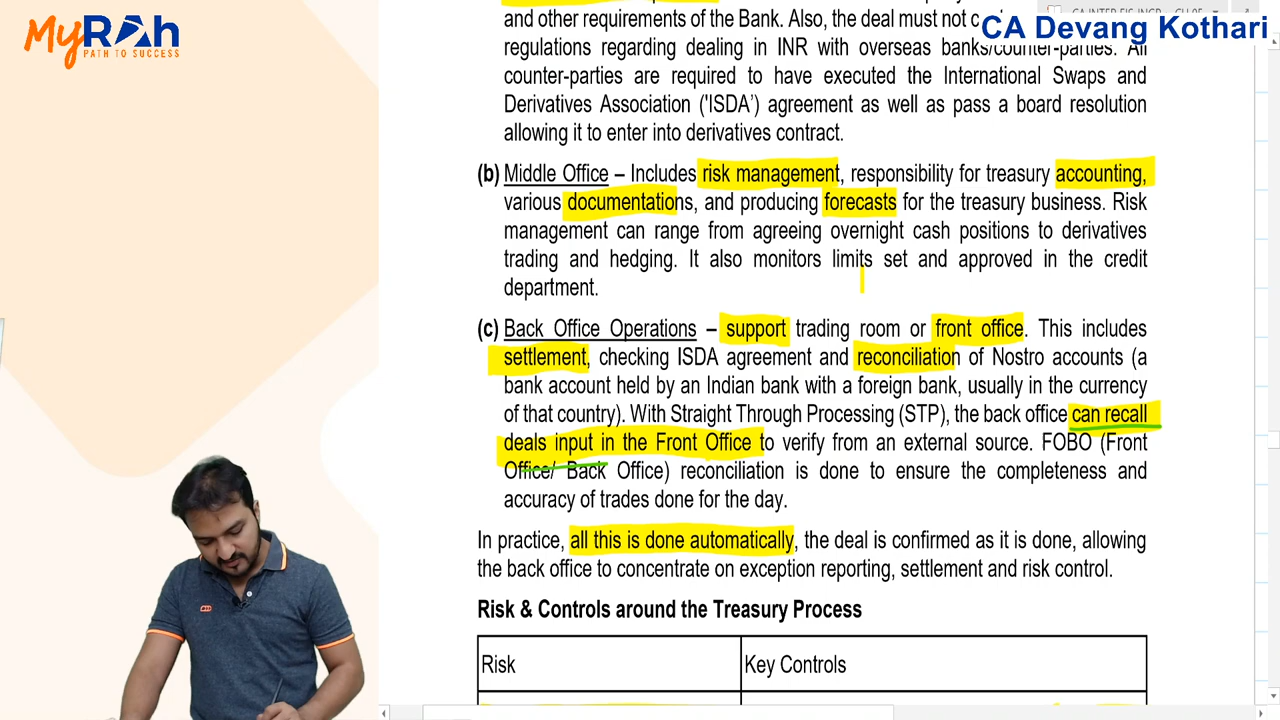 MyRAh
PATH TO SUCCESS
CA Devang Kothari
and other requirements of the Bank. Also, the deal must not
regulations regarding dealing in INR with overseas banks/counter-parties. All
counter-parties are required to have executed the International Swaps and
Derivatives Association ('ISDA') agreement as well as pass a board resolution
allowing it to enter into derivatives contract.
(b) Middle Office – Includes risk management, responsibility for treasury accounting,
various documentations, and producing forecasts for the treasury business. Risk
management can range from agreeing overnight cash positions to derivatives
trading and hedging. It also monitors limits set and approved in the credit
department.
(c) Back Office Operations – support trading room or front office. This includes
settlement, checking ISDA agreement and reconciliation of Nostro accounts (a
bank account held by an Indian bank with a foreign bank, usually in the currency
of that country). With Straight Through Processing (STP), the back office can recall
deals input in the Front Office to verify from an external source. FOBO (Front
Office/ Back Office) reconciliation is done to ensure the completeness and
accuracy of trades done for the day.
In practice, all this is done automatically, the deal is confirmed as it is done, allowing
the back office to concentrate on exception reporting, settlement and risk control.
Risk & Controls around the Treasury Process
Risk Key Controls